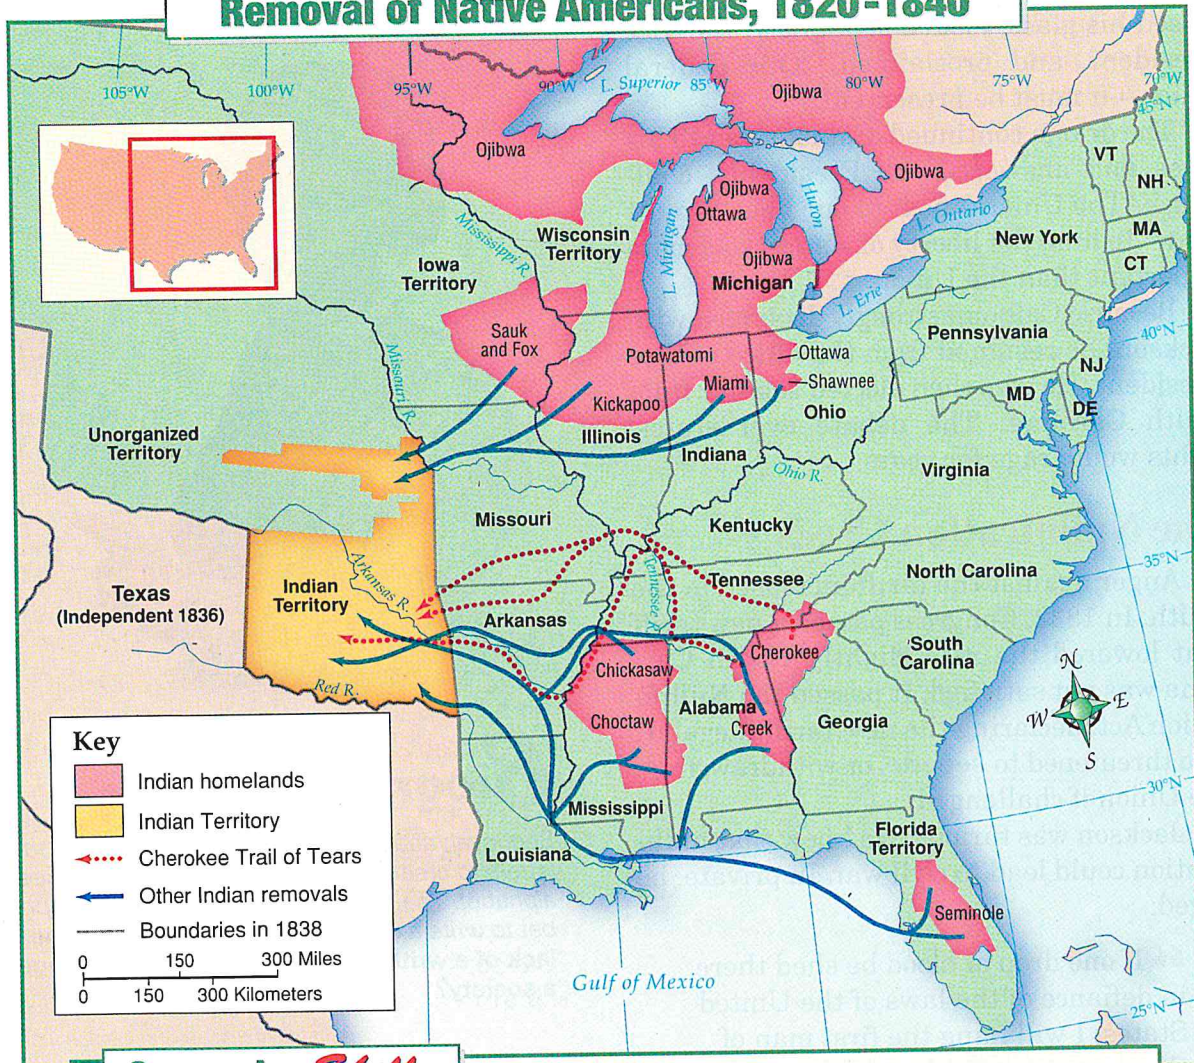 Removal of Native Americans, 1820-1840
105°W
100°W
95°W
90°W
L. Superior
85°W
80°W
75°W
70°W
45°N
Ojibwa
Ojibwa
Ojibwa
Ojibwa
Ottawa
L. Huron
L. Michigan
Ojibwa
Michigan
L. Ontario
L. Erie
VT
NH
MA
CT
New York
Mississippi R.
Wisconsin
Territory
Iowa
Territory
Sauk
and Fox
Potawatomi
Ottawa
Shawnee
Miami
Kickapoo
Ohio
Pennsylvania
40°N
NJ
MD
DE
Missouri R.
Unorganized
Territory
Illinois
Indiana
Ohio R.
Virginia
Missouri
Kentucky
35°N
Texas
(Independent 1836)
Indian
Territory
Arkansas R.
Tennessee R.
Tennessee
North Carolina
Arkansas
Cherokee
South
Carolina
Chickasaw
Red R.
Choctaw
Alabama
Creek
Georgia
N
W
E
S
30°N
Mississippi
Louisiana
Florida
Territory
Seminole
Gulf of Mexico
25°N
Key
Indian homelands
Indian Territory
Cherokee Trail of Tears
Other Indian removals
Boundaries in 1838
0 150 300 Miles
0 150 300 Kilometers